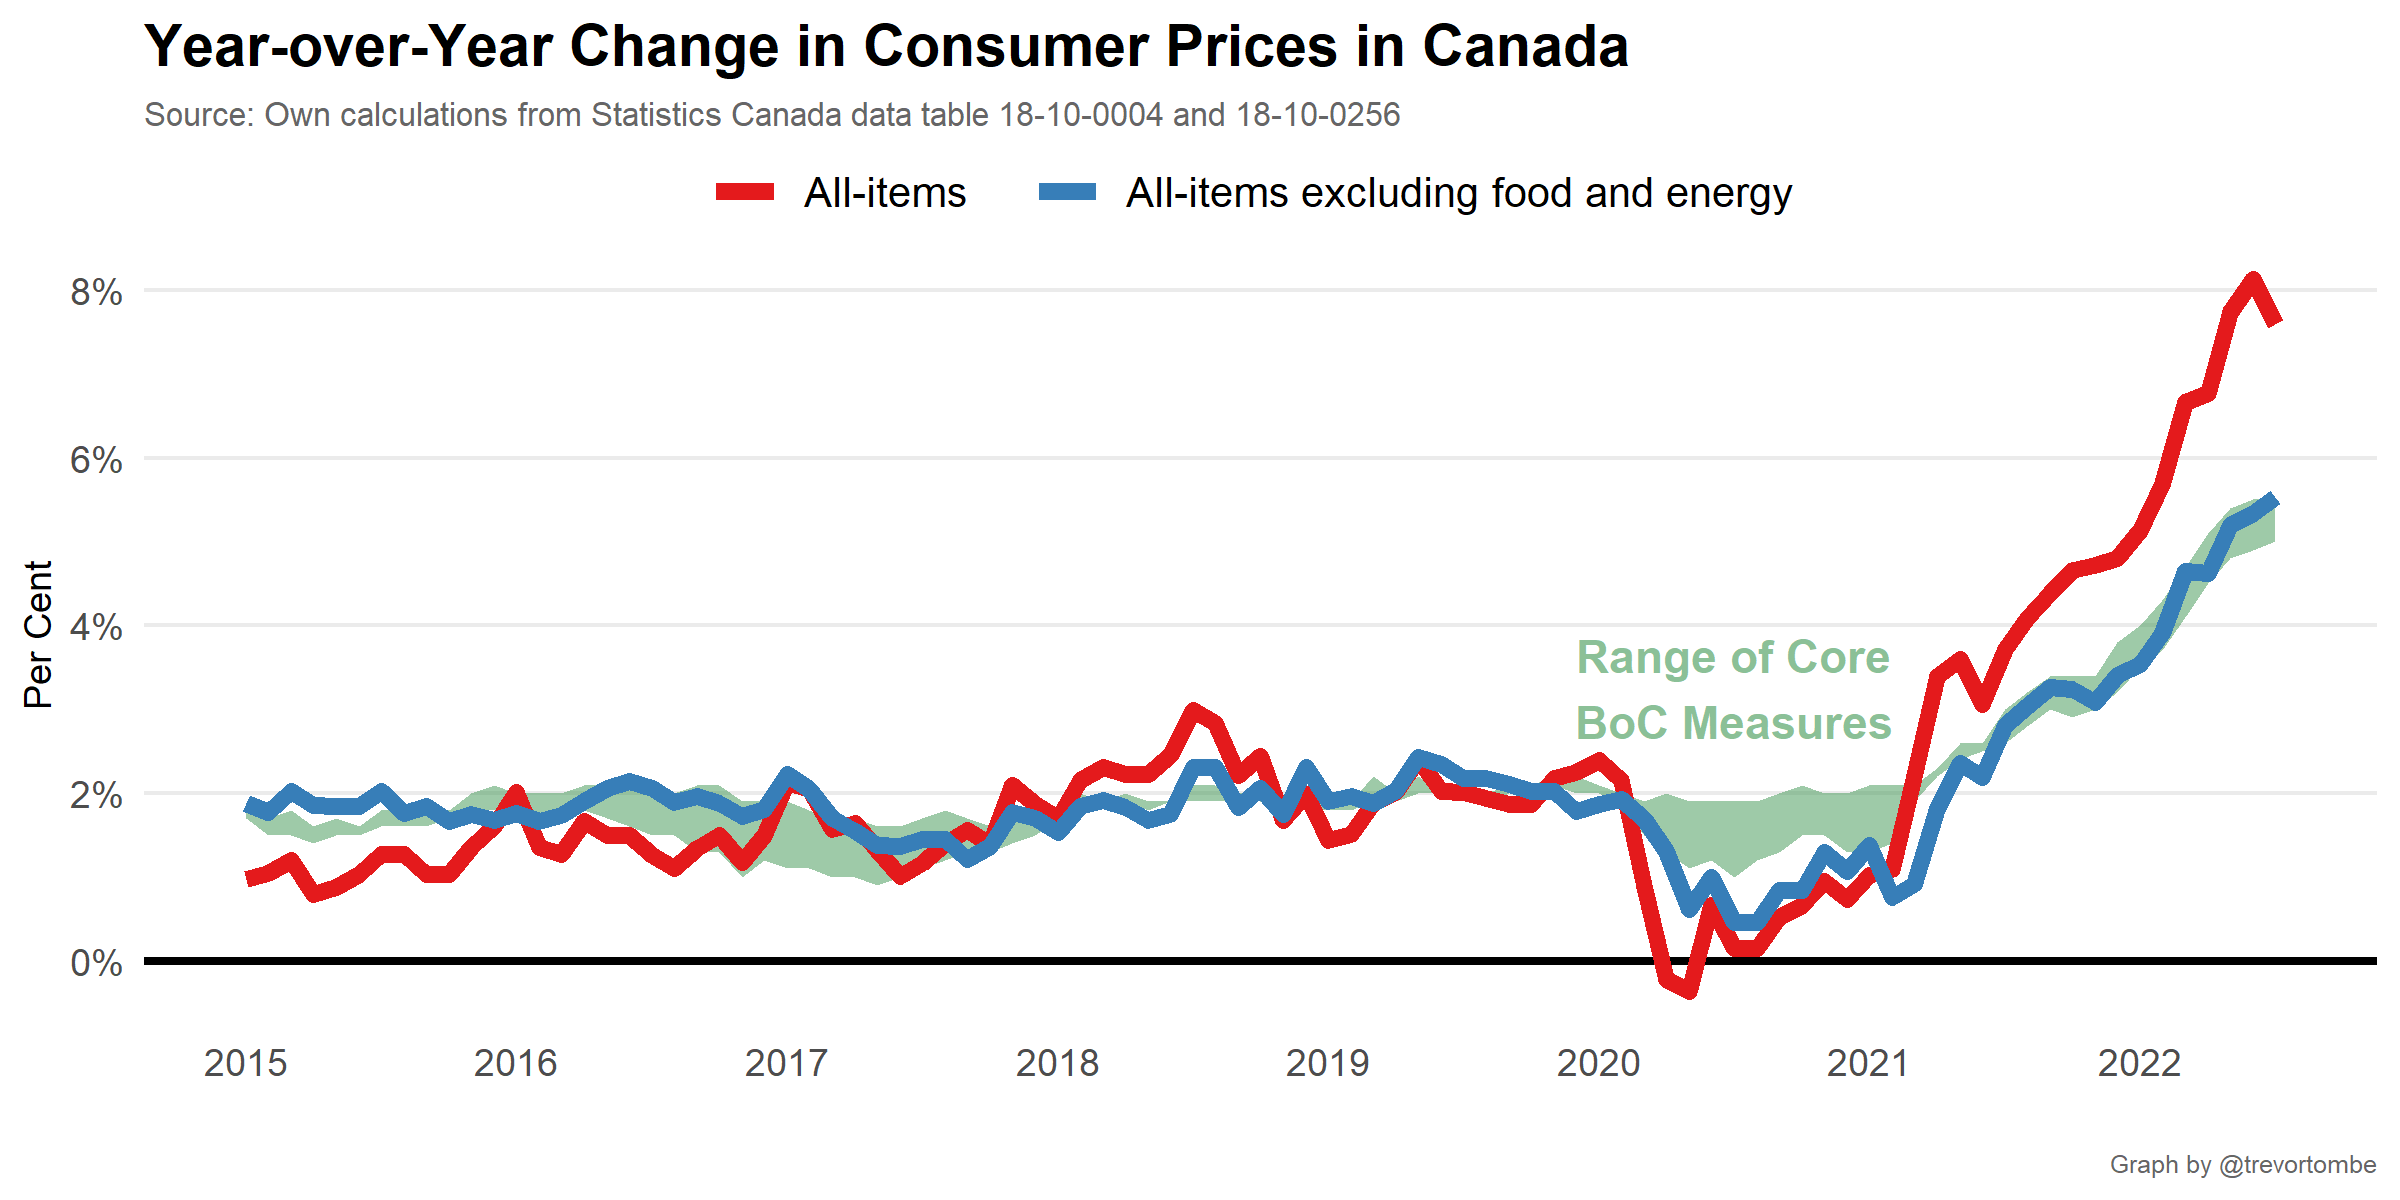 Year-over-Year Change in Consumer Prices in Canada
Source: Own calculations from Statistics Canada data table 18-10-0004 and 18-10-0256
All-items
All-items excluding food and energy
Per Cent
8%
6%
4%
2%
0%
Range of Core
BoC Measures
2015
2016
2017
2018
2019
2020
2021
2022
Graph by @trevortombe